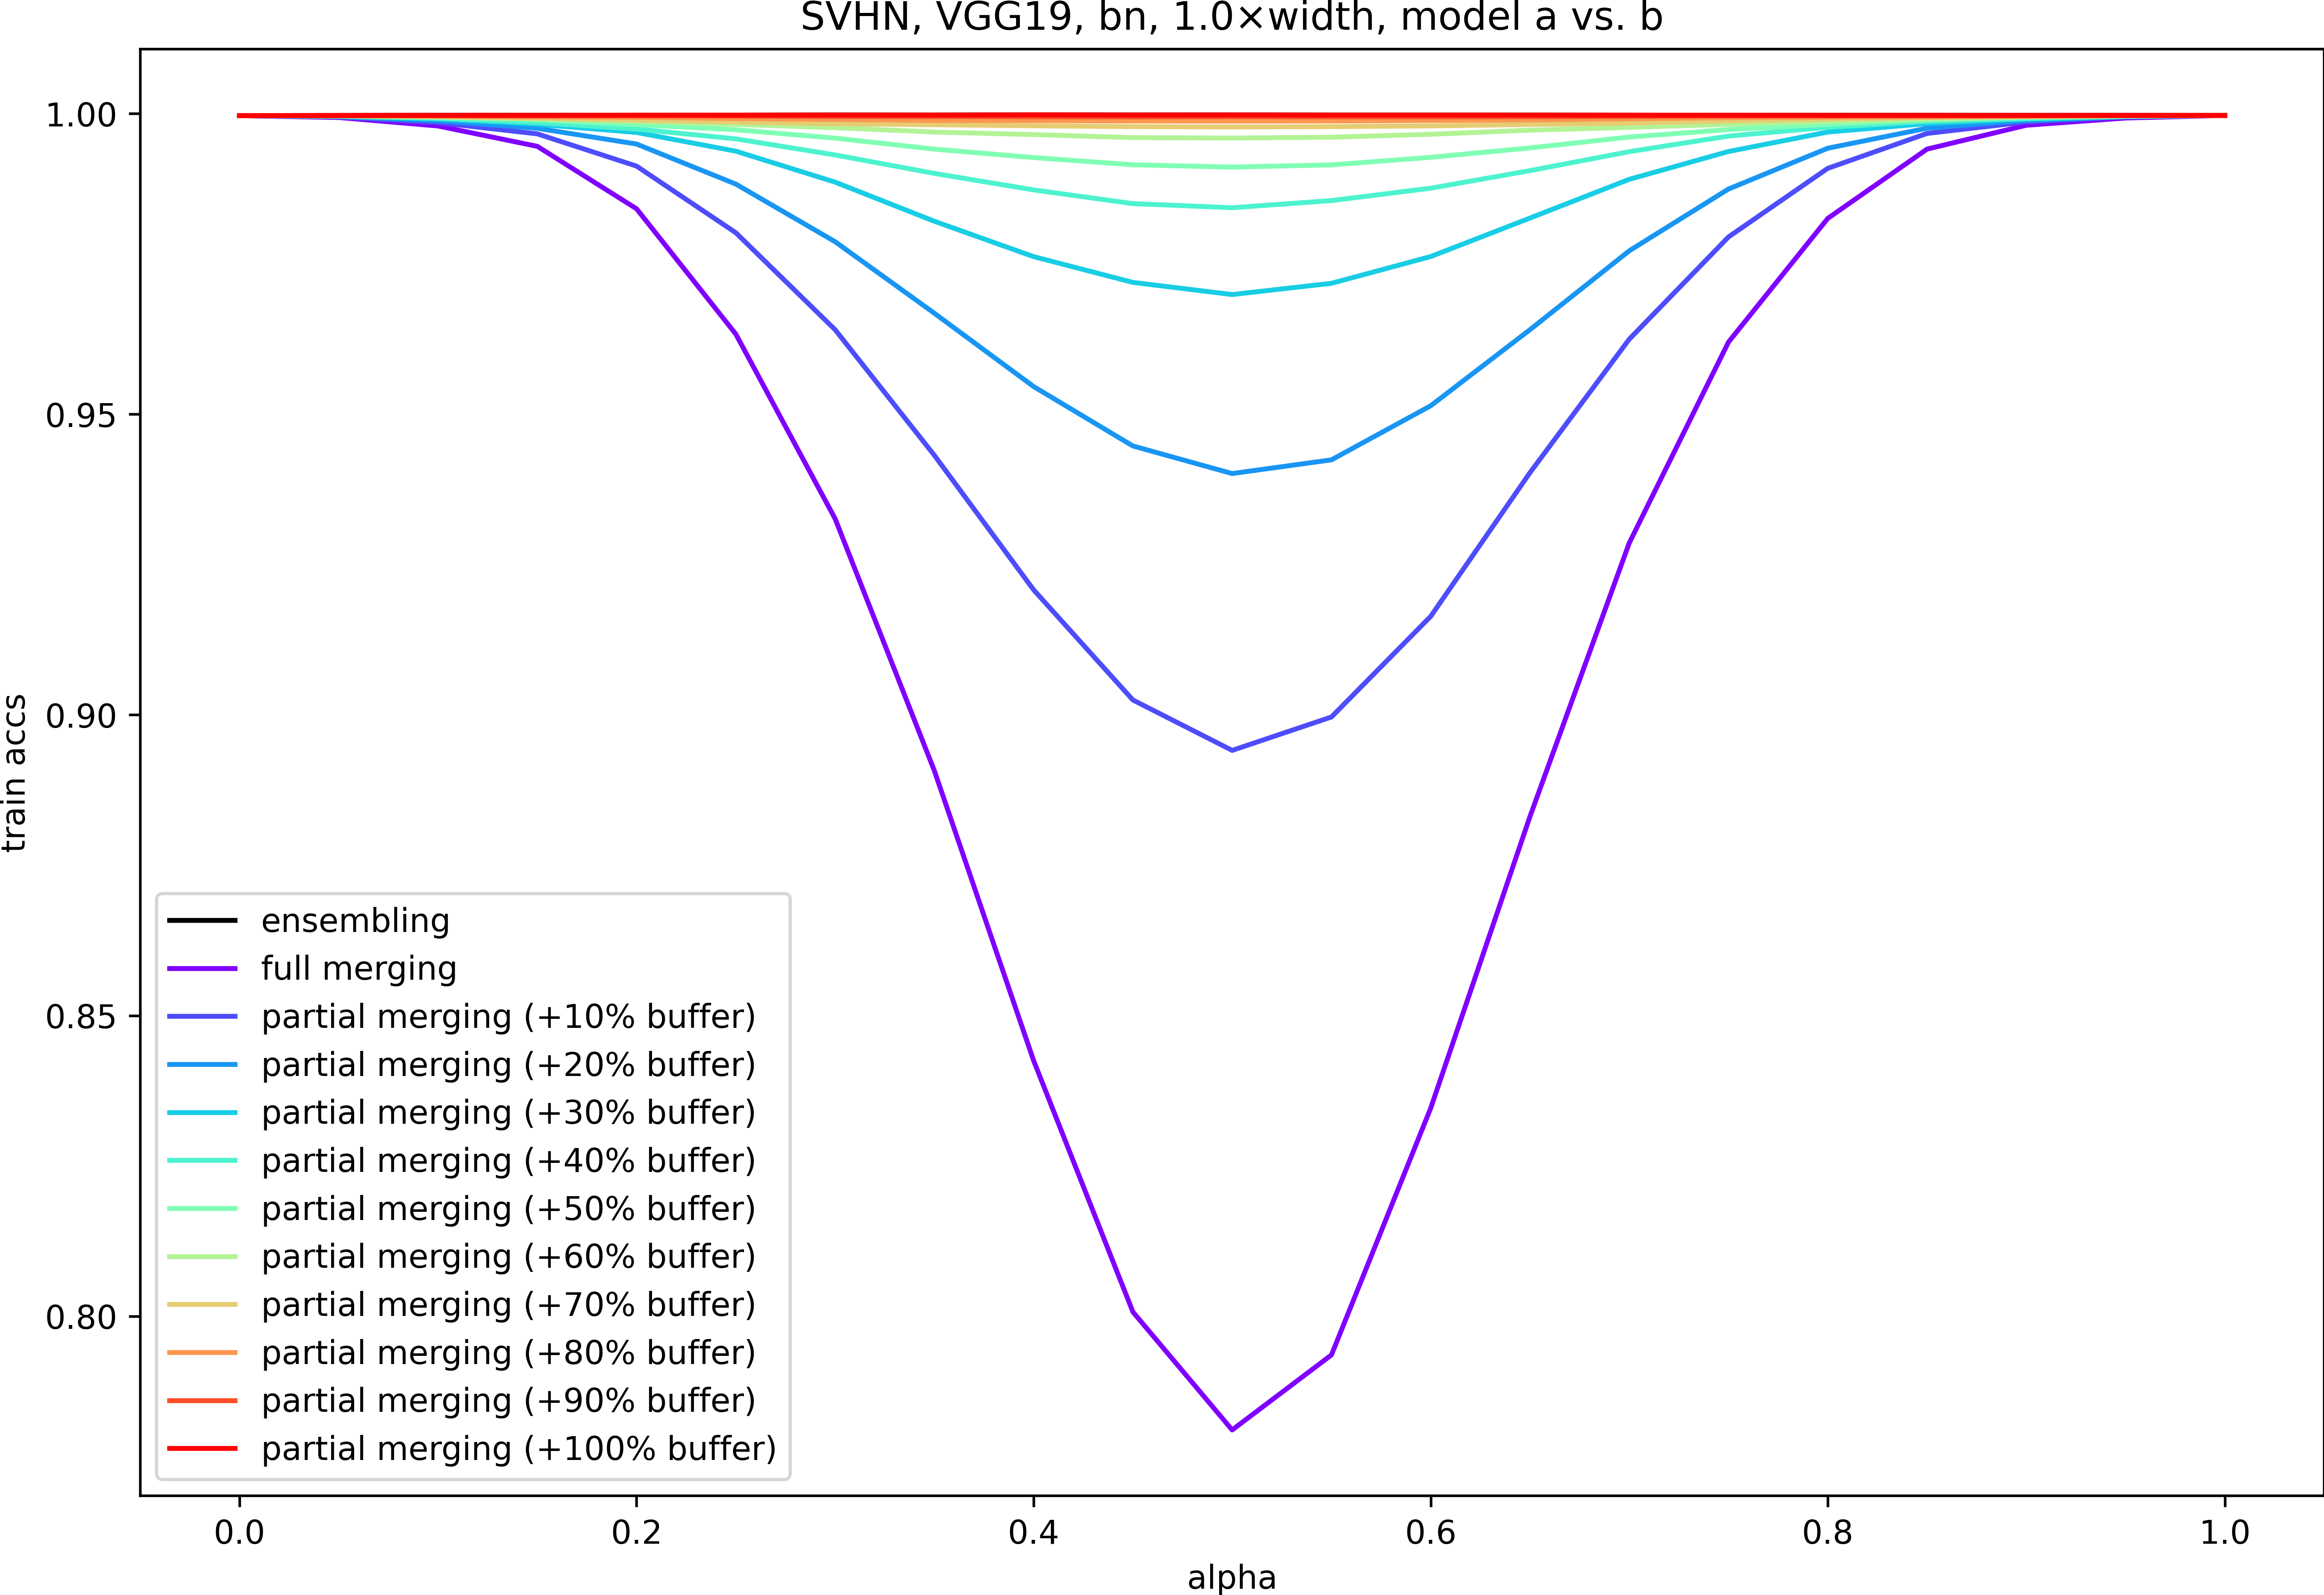 SVHN, VGG19, bn, 1.0×width, model a vs. b
1.00
0.95
0.90
0.85
0.80
train accs
ensembling
full merging
partial merging (+10% buffer)
partial merging (+20% buffer)
partial merging (+30% buffer)
partial merging (+40% buffer)
partial merging (+50% buffer)
partial merging (+60% buffer)
partial merging (+70% buffer)
partial merging (+80% buffer)
partial merging (+90% buffer)
partial merging (+100% buffer)
0.0 0.2 0.4 0.6 0.8 1.0
alpha